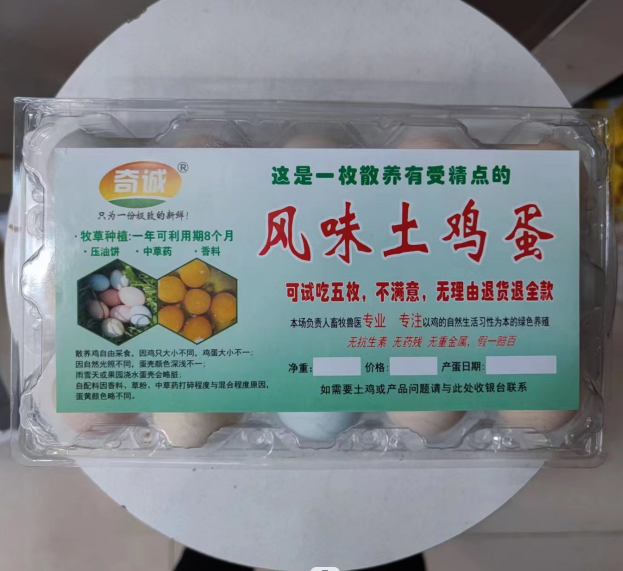 奇诚®
只为一份极致的新鲜!
·牧草种植:一年可利用期8个月
·压油饼 ·中草药 ·香料
散养鸡自由采食、因鸡只大小不同,鸡蛋大小不一;
因自然光照不同,蛋壳颜色深浅不一;
雨雪天或果园浇水蛋壳会略脏;
自配料因香料、草粉、中草药打碎程度与混合程度原因,
蛋黄颜色略不同。
这是一枚散养有受精点的
风味土鸡蛋
可试吃五枚,不满意,无理由退货退全款
本场负责人畜牧兽医专业 专注以鸡的自然生活习性为本的绿色养殖
无抗生素 无药残 无重金属,假一赔百
净重: 价格: 产蛋日期:
如需要土鸡或产品问题请与此处收银台联系